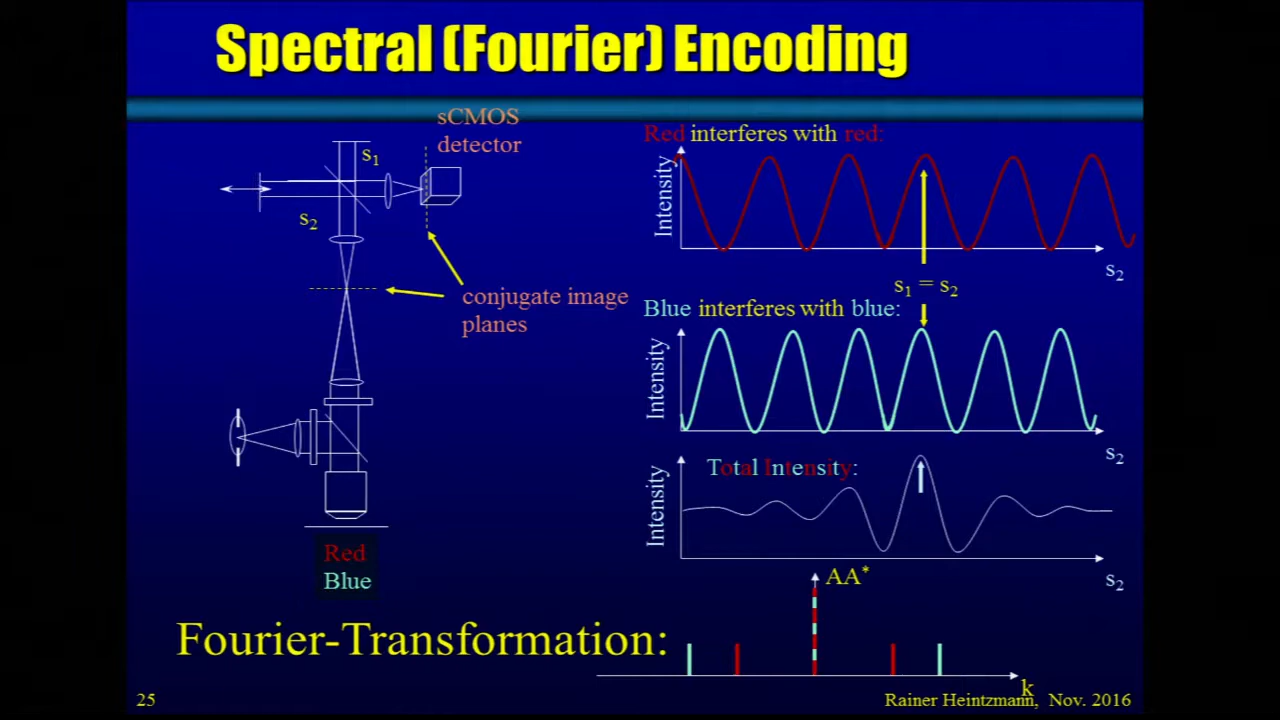 Spectral (Fourier) Encoding
sCMOS
detector
s1
s2
conjugate image
planes
Red
Blue
Red interferes with red:
Intensity
s2
s1 = s2
Blue interferes with blue:
Intensity
s2
Total Intensity:
Intensity
s2
AA*
Fourier-Transformation:
k
25
Rainer Heintzmann, Nov. 2016